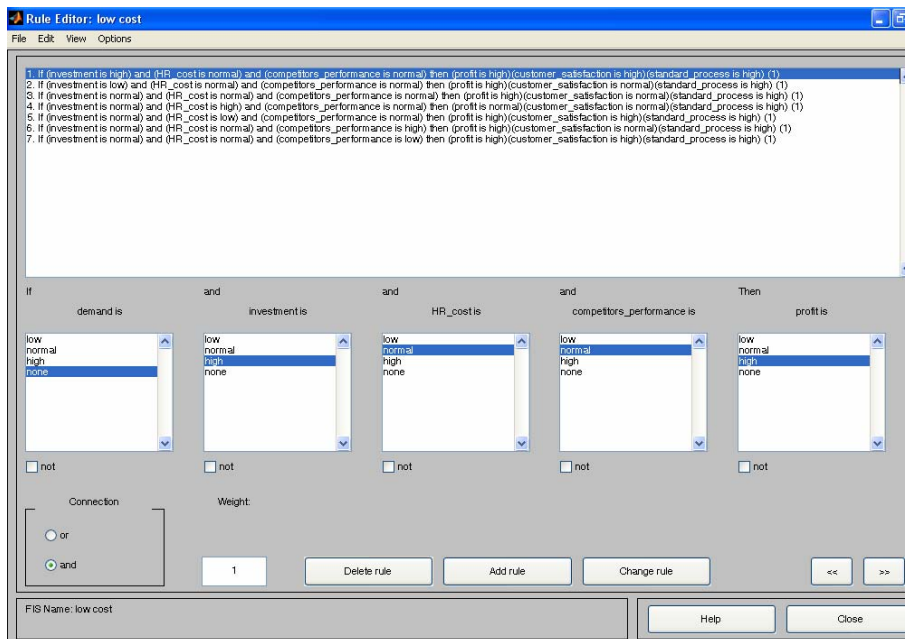 Rule Editor: low cost
File Edit View Options
1. If (investment is high) and (HR_cost is normal) and (competitors_performance is normal) then (profit is high)(customer_satisfaction is high)(standard_process is high) (1)
2. If (investment is low) and (HR_cost is normal) and (competitors_performance is normal) then (profit is high)(customer_satisfaction is normal)(standard_process is high) (1)
3. If (investment is normal) and (HR_cost is normal) and (competitors_performance is normal) then (profit is high)(customer_satisfaction is high)(standard_process is high) (1)
4. If (investment is normal) and (HR_cost is high) and (competitors_performance is normal) then (profit is normal)(customer_satisfaction is normal)(standard_process is high) (1)
5. If (investment is normal) and (HR_cost is low) and (competitors_performance is normal) then (profit is high)(customer_satisfaction is high)(standard_process is high) (1)
6. If (investment is normal) and (HR_cost is normal) and (competitors_performance is high) then (profit is high)(customer_satisfaction is normal)(standard_process is high) (1)
7. If (investment is normal) and (HR_cost is normal) and (competitors_performance is low) then (profit is high)(customer_satisfaction is high)(standard_process is high) (1)
If and and and Then
demand is investment is HR_cost is competitors_performance is profit is
low low low low low
normal normal normal normal normal
high high high high high
none none none none none
not not not not not
Connection Weight:
or
and 1 Delete rule Add rule Change rule << >>
FIS Name: low cost Help Close